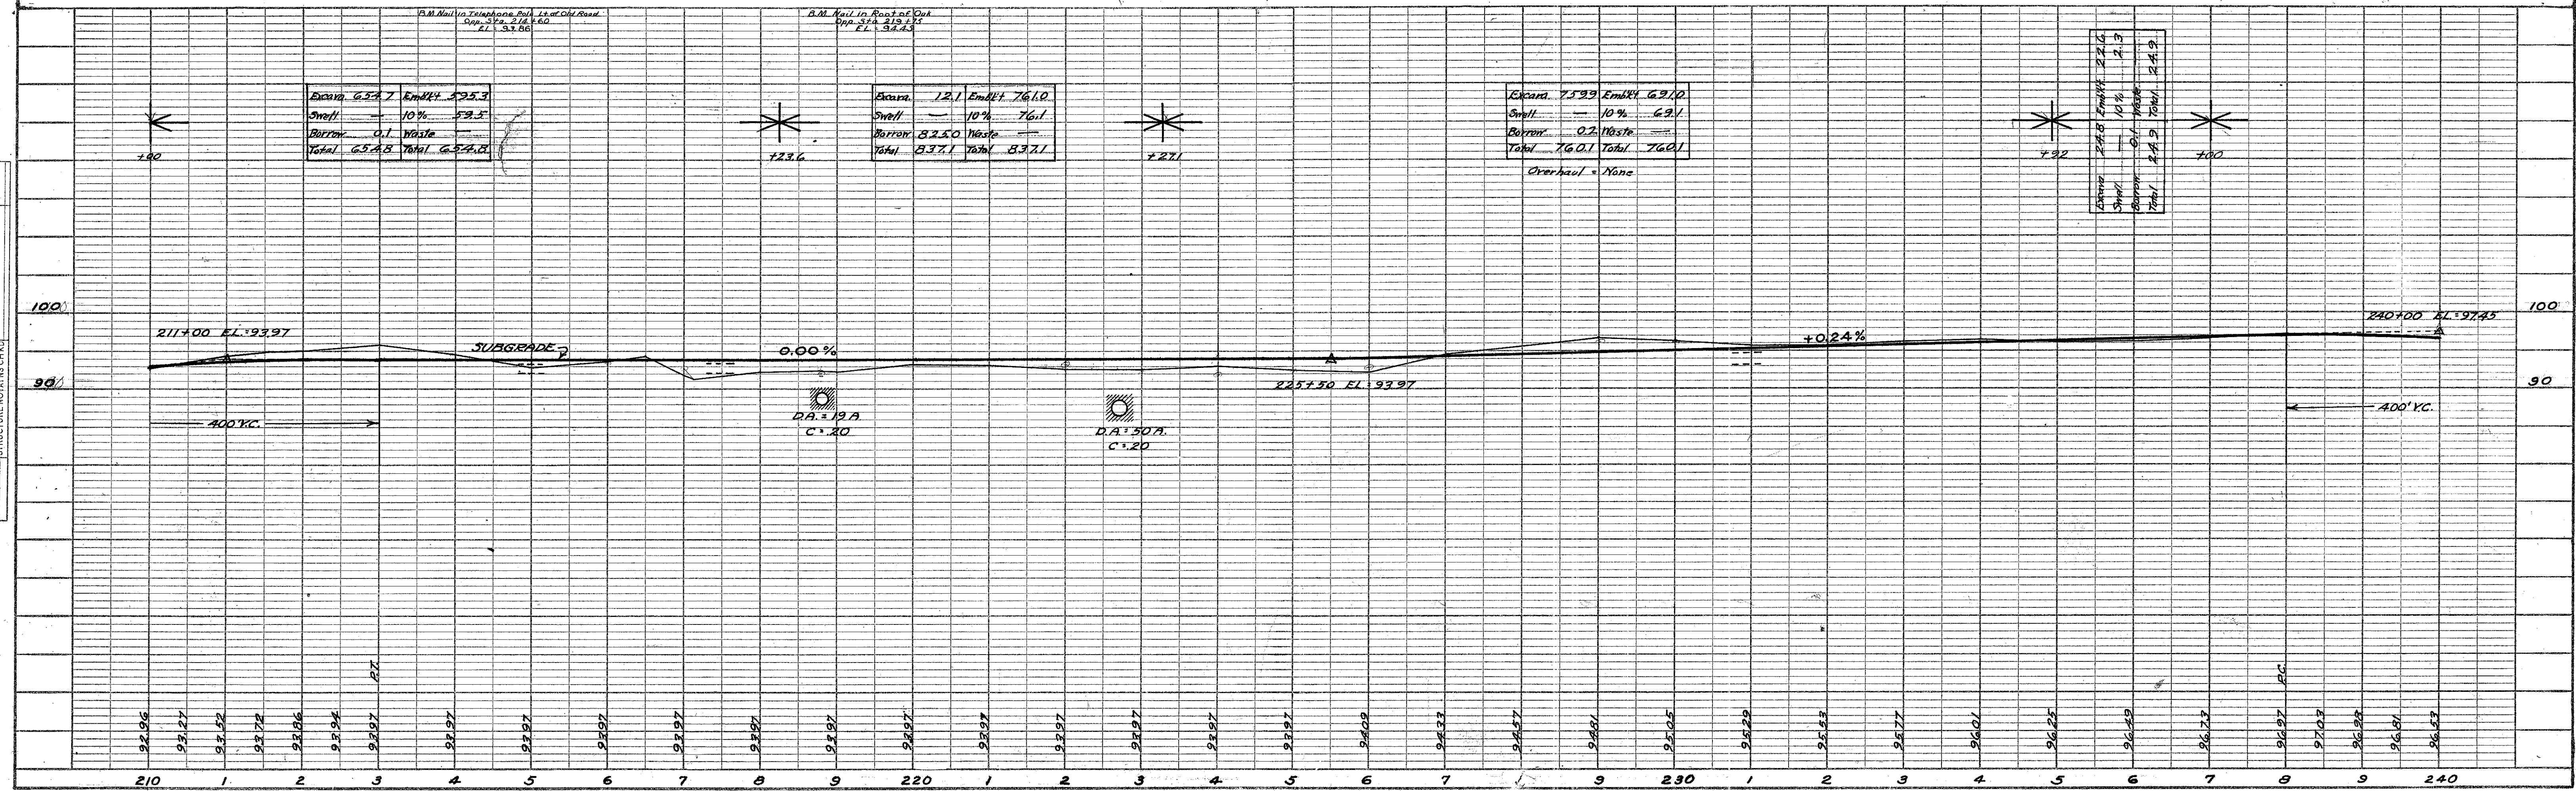 B.M. Nail in Telephone Pole Lt. of Old Road
Opp. Sta. 214+60
B.M. Nail in Root of Oak
Opp. Sta. 219+75
EL = 94.43
Excava. 654.7 Embk't 595.3
Swell — 10% 59.5
Borrow 0.1 Waste —
Total 654.8 Total 654.8
Excava. 12.1 Embk't 761.0
Swell — 10% 76.1
Borrow 825.0 Waste —
Total 837.1 Total 837.1
Excava. 759.9 Embk't 691.0
Swell — 10% 69.1
Borrow 0.2 Waste —
Total 760.1 Total 760.1
Overhaul = None
Excava 24.8 Embk't 22.6
Swell — 10% 2.3
Borrow 0.1 Waste
Total 24.9 Total 24.9
+00
+23.6
+27.1
+92
+00
100
100
211+00 EL.=93.97
SUBGRADE
0.00%
+0.24%
240+00 EL=97.45
90
225+50 EL.=93.97
90
400' V.C.
D.A. = 19 A
C = .20
D.A. = 50 A.
C = .20
400' V.C.
P.T.
P.C.
92.96 93.27 93.52 93.72 93.86 93.94 93.97 93.97 93.97 93.97 93.97 93.97 93.97 93.97 93.97 93.97 93.97 93.97 93.97 94.09 94.33 94.57 94.81 95.05 95.29 95.53 95.77 96.01 96.25 96.49 96.73 96.97 97.03 96.98 96.81 96.53
210 1 2 3 4 5 6 7 8 9 220 1 2 3 4 5 6 7 9 230 1 2 3 4 5 6 7 8 9 240